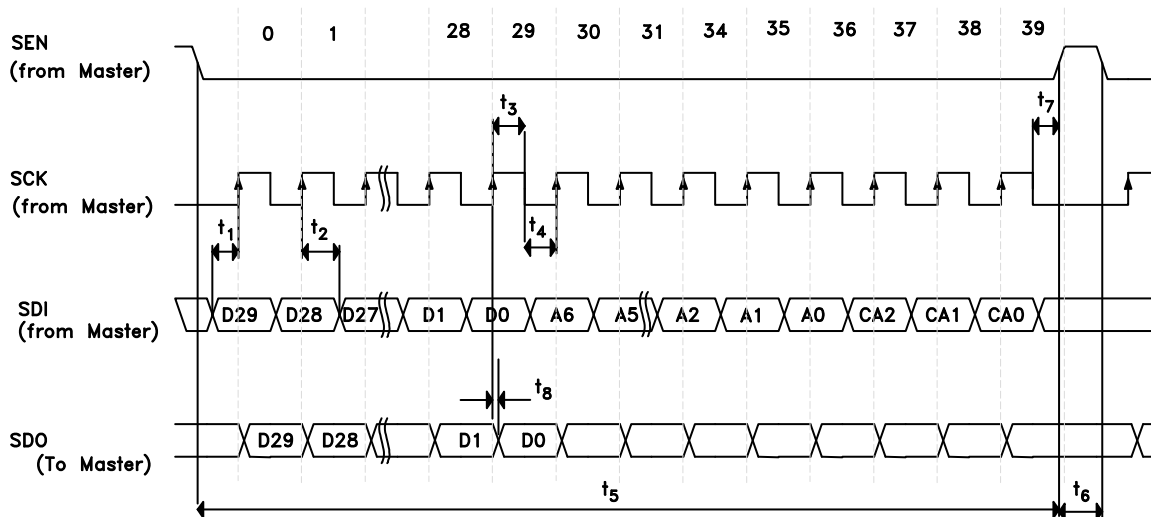 0 1 28 29 30 31 34 35 36 37 38 39
SEN
(from Master)
t3 t7
SCK
(from Master)
t1 t2 t4
SDI
(from Master)
D29 D28 D27 D1 D0 A6 A5 A2 A1 A0 CA2 CA1 CA0
t8
SDO
(To Master)
D29 D28 D1 D0
t5 t6